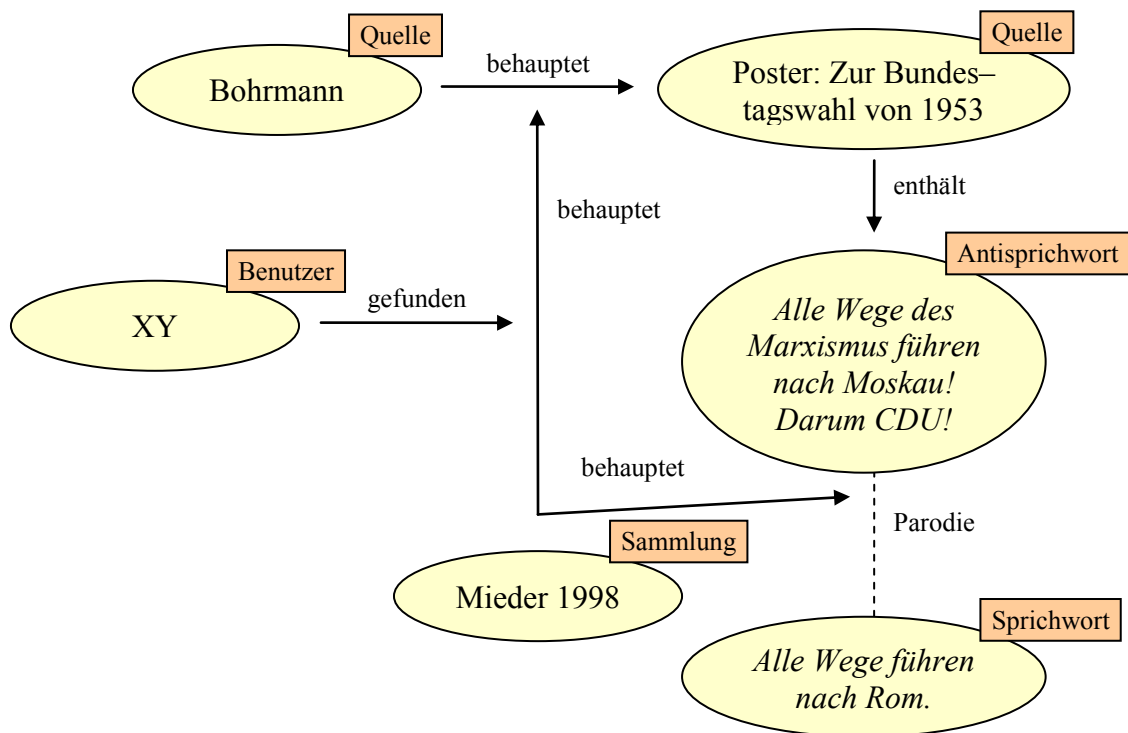 Quelle
Bohrmann
behauptet
Quelle
Poster: Zur Bundes–
tagswahl von 1953
behauptet
enthält
Benutzer
XY
gefunden
Antisprichwort
Alle Wege des
Marxismus führen
nach Moskau!
Darum CDU!
behauptet
Parodie
Sammlung
Mieder 1998
Sprichwort
Alle Wege führen
nach Rom.